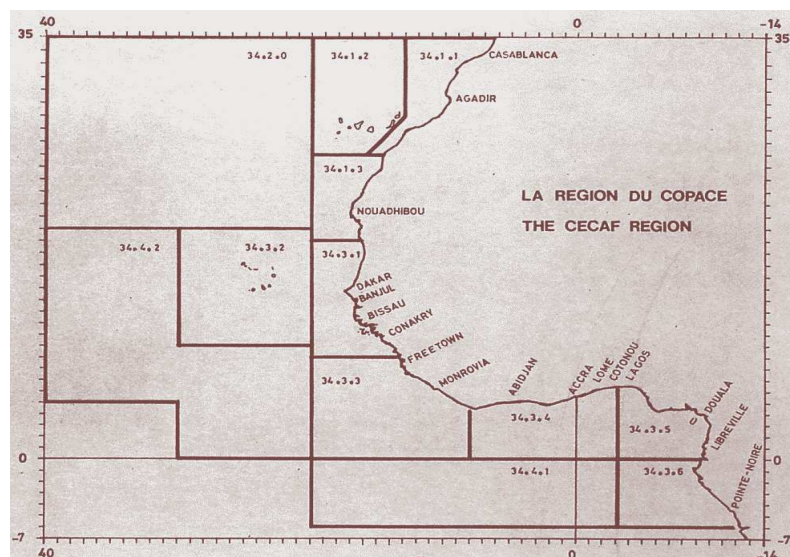 40
0
-14
35
35
34.2.0
34.1.2
34.1.1
CASABLANCA
AGADIR
34.1.3
LA REGION DU COPACE
THE CECAF REGION
NOUADHIBOU
34.4.2
34.3.2
34.3.1
DAKAR
BANJUL
BISSAU
CONAKRY
FREETOWN
MONROVIA
34.3.3
ABIDJAN
ACCRA
LOME
COTONOU
LAGOS
DOUALA
LIBREVILLE
POINTE-NOIRE
34.3.4
34.3.5
0
0
34.4.1
34.3.6
-7
-7
40
0
-14